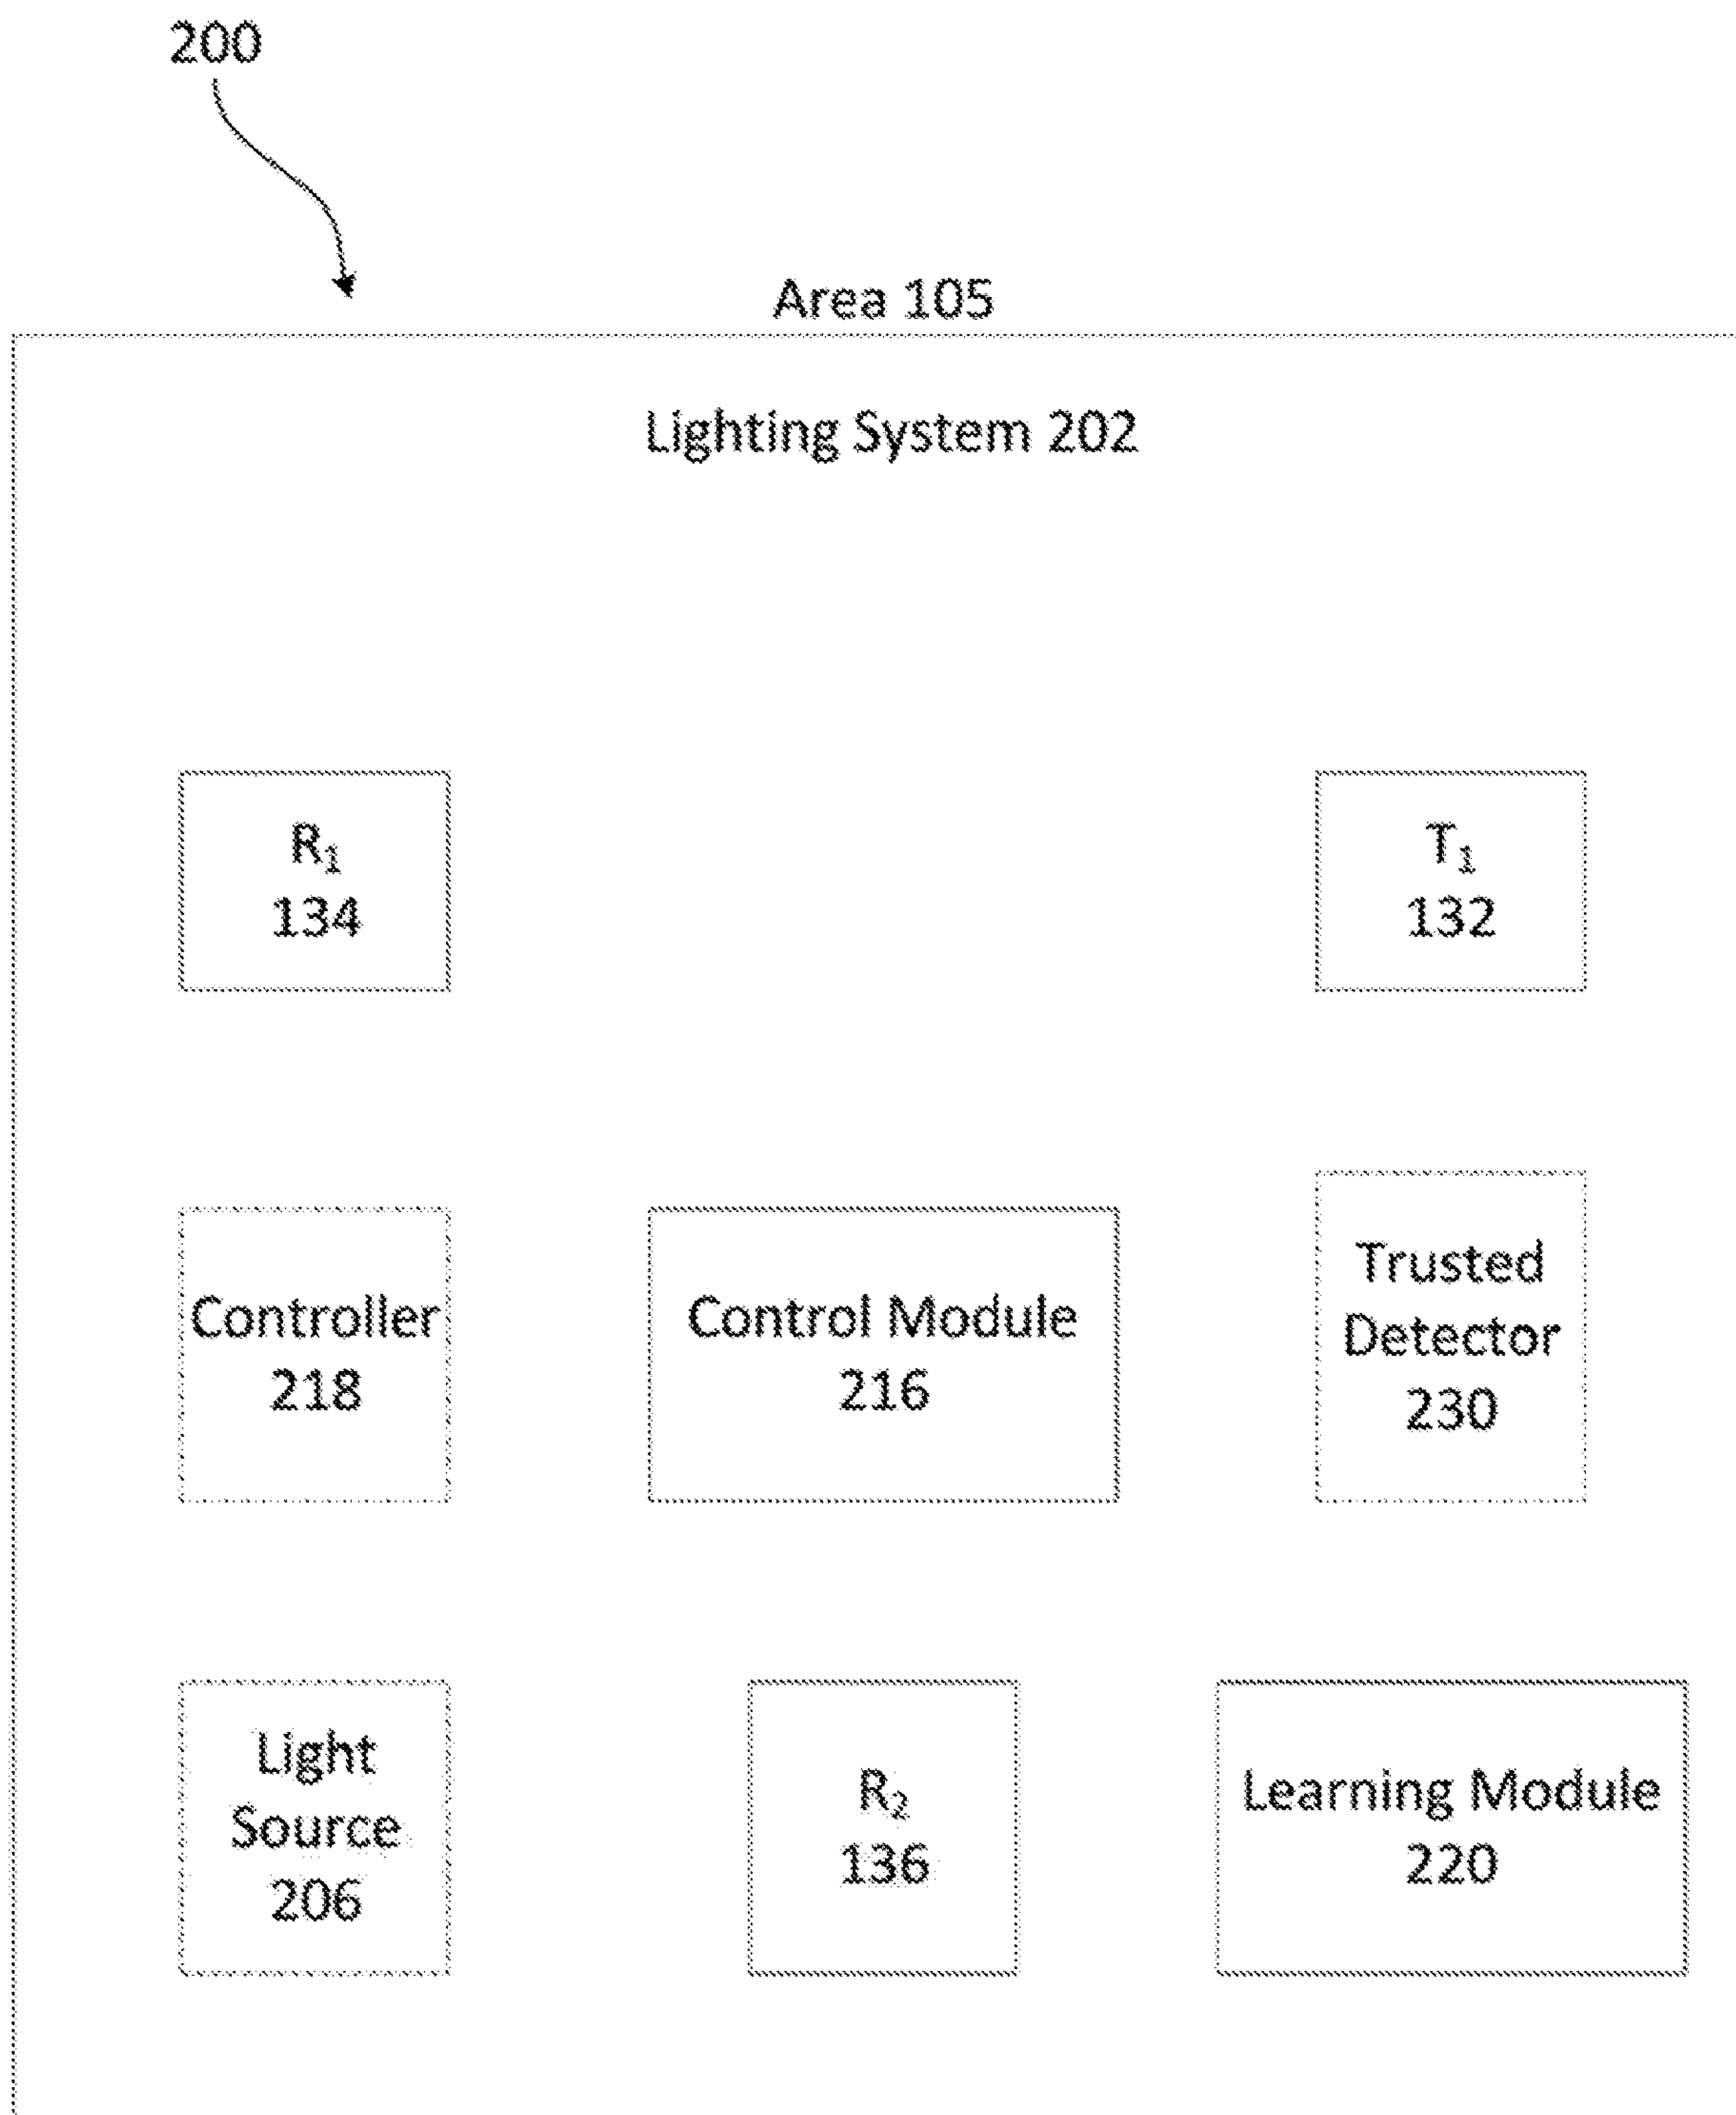 200
Area 105
Lighting System 202
R₁
134
T₁
132
Controller
218
Control Module
216
Trusted
Detector
230
Light
Source
206
R₂
136
Learning Module
220